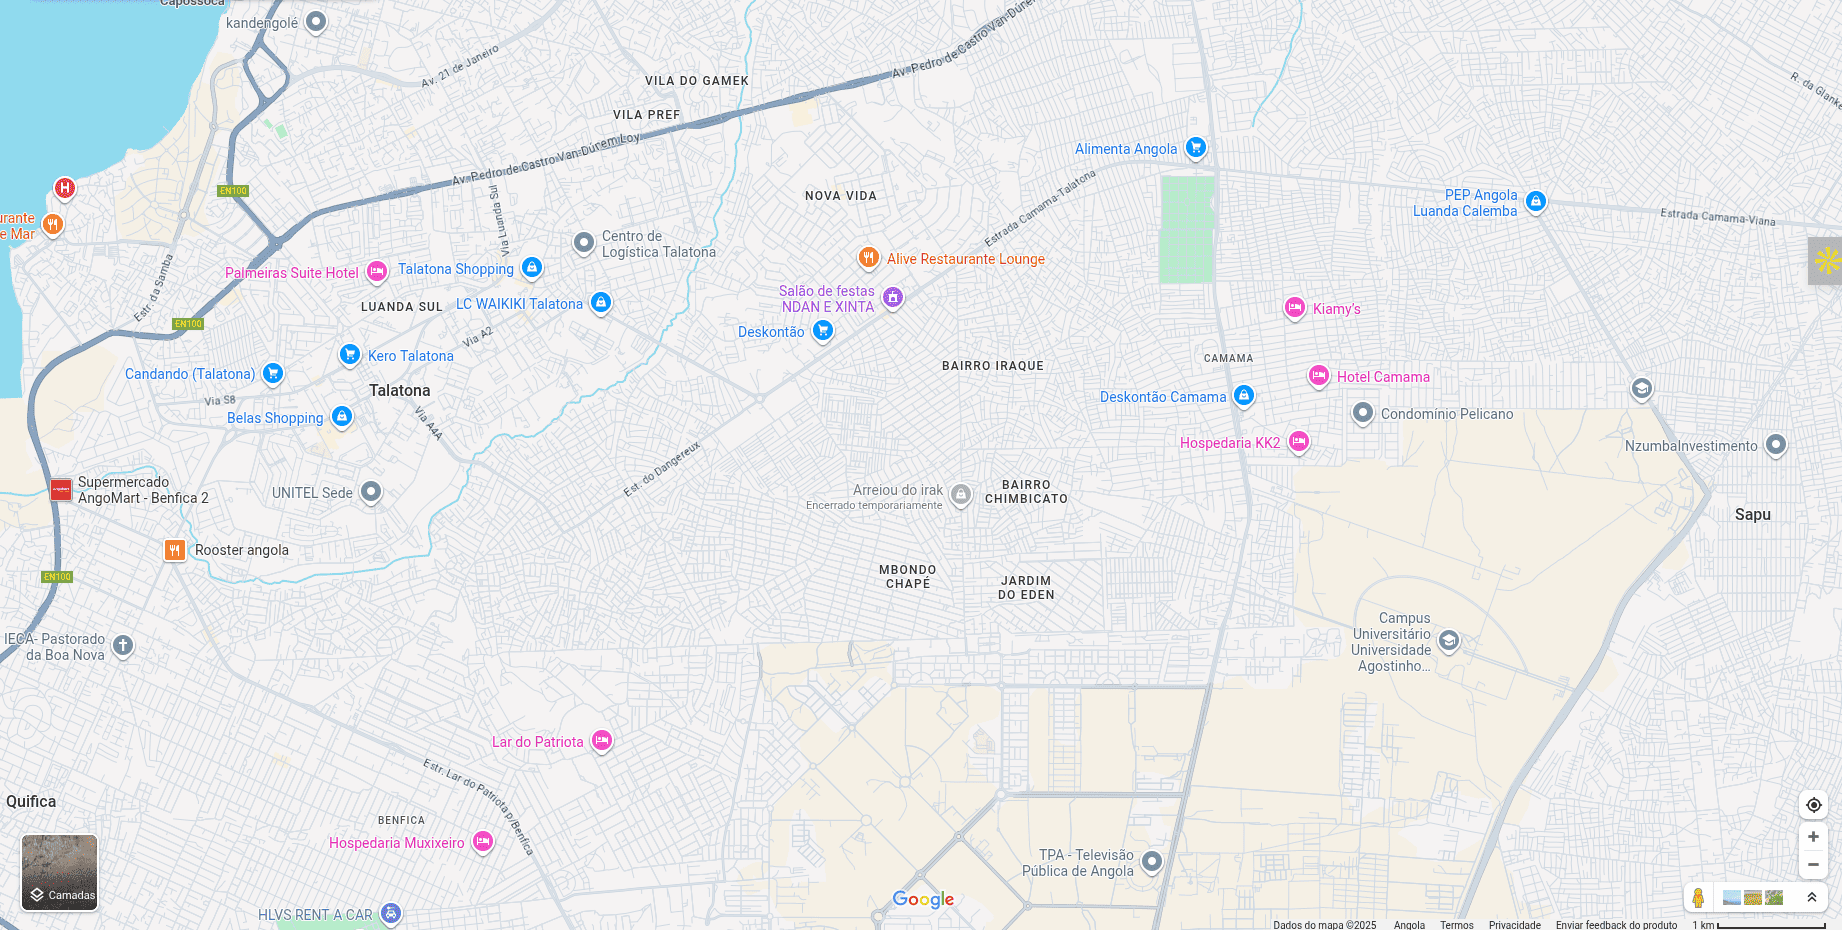 Capossoca
kandengolé
Av. 21 de Janeiro
VILA DO GAMEK
Av. Pedro de Castro Van-Dúnem
VILA PREF
Av. Pedro de Castro Van-Dúnem Loy
EN100
NOVA VIDA
Via Luanda Sul
Alimenta Angola
Estrada Camama-Talatona
PEP Angola
Luanda Calemba
Estrada Camama-Viana
e Mar
Centro de
Logística Talatona
Alive Restaurante Lounge
Palmeiras Suite Hotel
Talatona Shopping
Estr. da Samba
LUANDA SUL
LC WAIKIKI Talatona
Salão de festas
NDAN E XINTA
Kiamy's
EN100
Via A2
Deskontão
Kero Talatona
Candando (Talatona)
BAIRRO IRAQUE
CAMAMA
Hotel Camama
Talatona
Via S8
Deskontão Camama
Belas Shopping
Via A4A
Condomínio Pelicano
Hospedaria KK2
NzumbaInvestimento
Est. do Dangereux
Supermercado
AngoMart - Benfica 2
UNITEL Sede
Arreiou do irak
Encerrado temporariamente
BAIRRO
CHIMBICATO
Sapu
Rooster angola
EN100
MBONDO
CHAPÉ
JARDIM
DO EDEN
IECA- Pastorado
da Boa Nova
Campus
Universitário
Universidade
Agostinho...
Lar do Patriota
Estr. Lar do Patriota p/Benfica
Quifica
BENFICA
Hospedaria Muxixeiro
TPA - Televisão
Pública de Angola
Camadas
Google
HLVS RENT A CAR
Dados do mapa ©2025 Angola Termos Privacidade Enviar feedback do produto 1 km